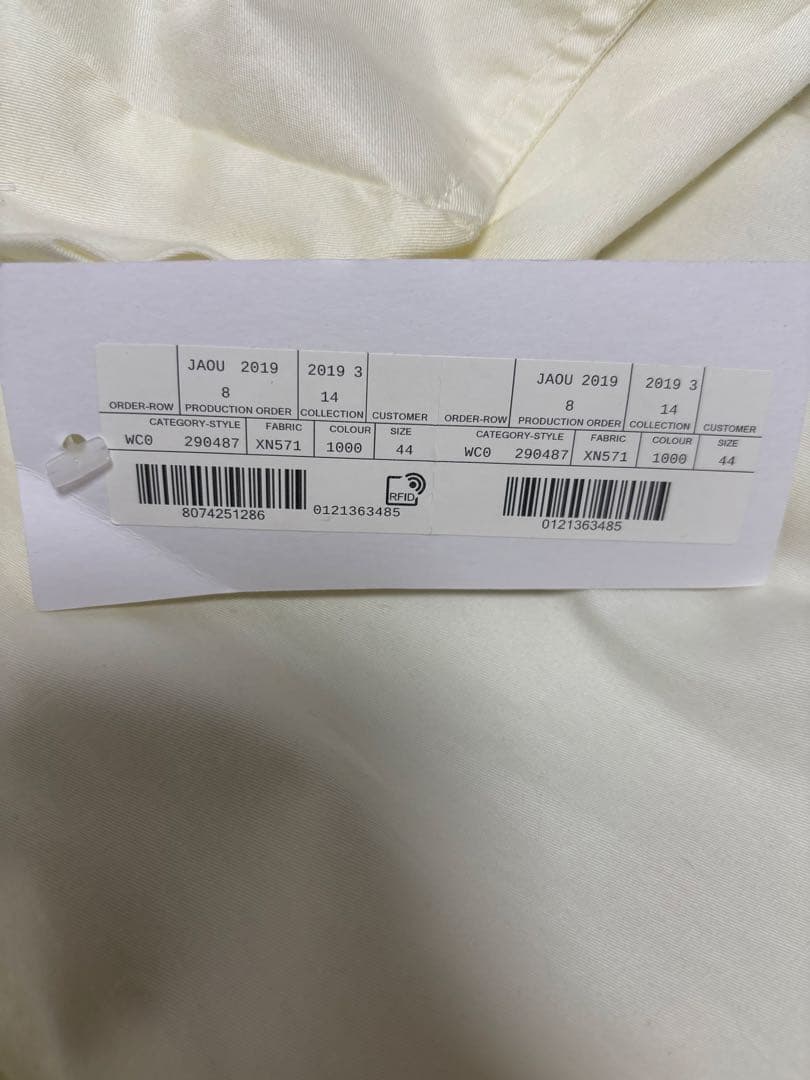 JAOU 2019
8
2019 3
14
ORDER-ROW PRODUCTION ORDER COLLECTION CUSTOMER
CATEGORY-STYLE FABRIC COLOUR SIZE
WC0 290487 XN571 1000 44
8074251286
0121363485
RFID
JAOU 2019
8
2019 3
14
ORDER-ROW PRODUCTION ORDER COLLECTION CUSTOMER
CATEGORY-STYLE FABRIC COLOUR SIZE
WC0 290487 XN571 1000 44
0121363485